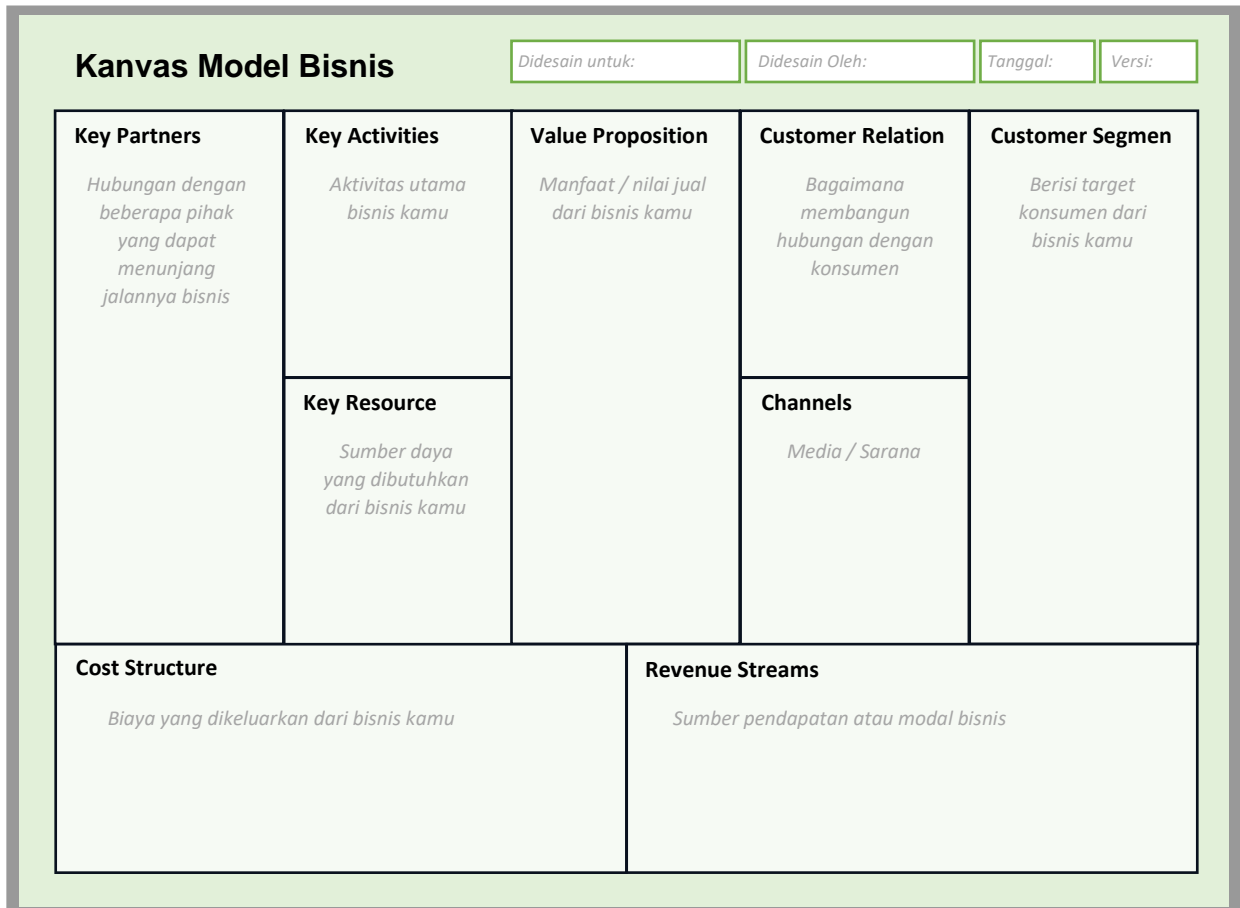 Kanvas Model Bisnis
Didesain untuk:
Didesain Oleh:
Tanggal:
Versi:
Key Partners
Hubungan dengan
beberapa pihak
yang dapat
menunjang
jalannya bisnis
Key Activities
Aktivitas utama
bisnis kamu
Key Resource
Sumber daya
yang dibutuhkan
dari bisnis kamu
Value Proposition
Manfaat / nilai jual
dari bisnis kamu
Customer Relation
Bagaimana
membangun
hubungan dengan
konsumen
Channels
Media / Sarana
Customer Segmen
Berisi target
konsumen dari
bisnis kamu
Cost Structure
Biaya yang dikeluarkan dari bisnis kamu
Revenue Streams
Sumber pendapatan atau modal bisnis